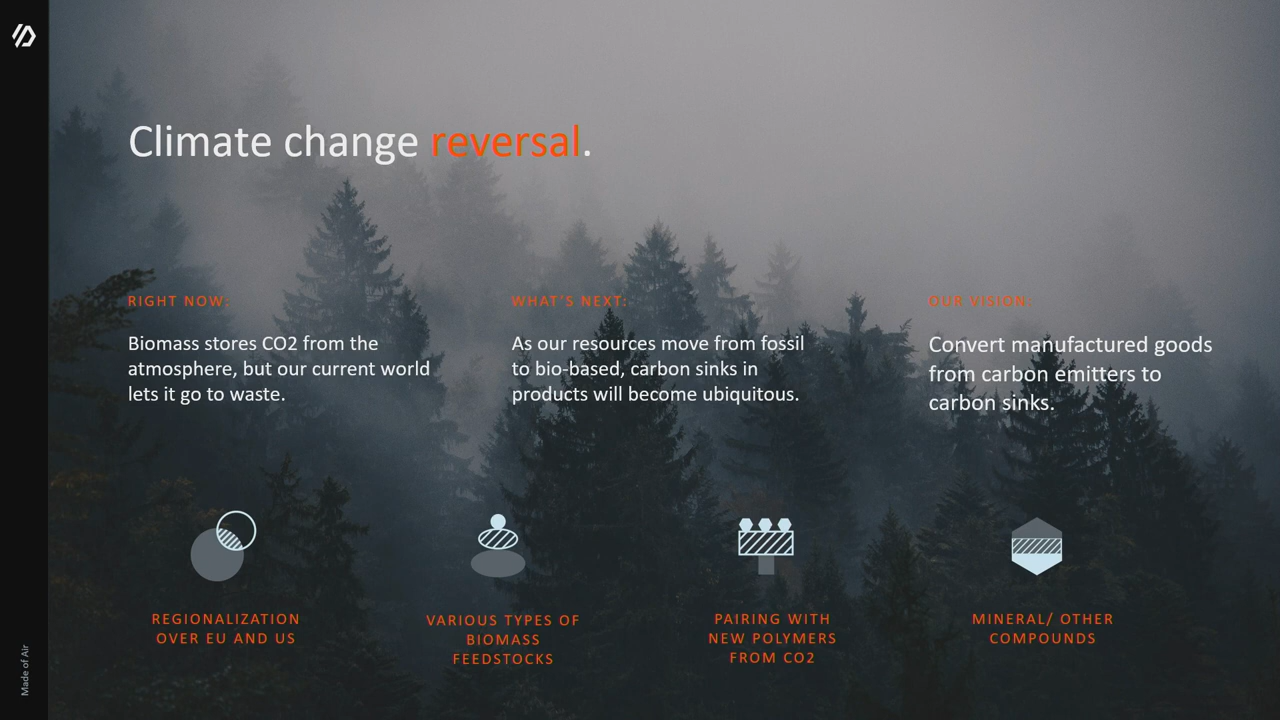 Climate change reversal.
RIGHT NOW:
Biomass stores CO2 from the
atmosphere, but our current world
lets it go to waste.
WHAT'S NEXT:
As our resources move from fossil
to bio-based, carbon sinks in
products will become ubiquitous.
OUR VISION:
Convert manufactured goods
from carbon emitters to
carbon sinks.
REGIONALIZATION
OVER EU AND US
VARIOUS TYPES OF
BIOMASS
FEEDSTOCKS
PAIRING WITH
NEW POLYMERS
FROM CO2
MINERAL/ OTHER
COMPOUNDS
Made of Air